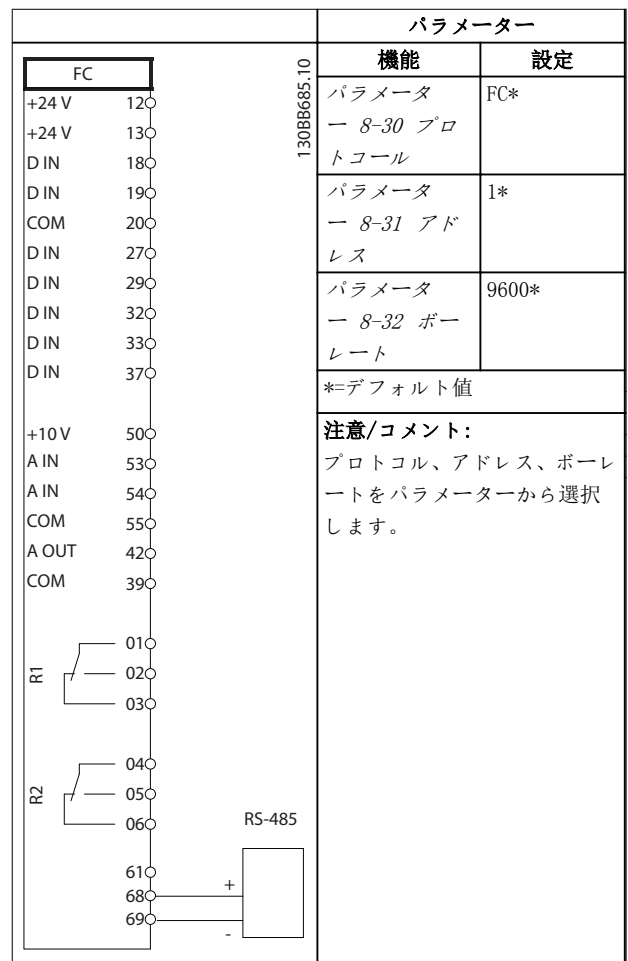 FC
+24 V 12
+24 V 13
D IN 18
D IN 19
COM 20
D IN 27
D IN 29
D IN 32
D IN 33
D IN 37
+10 V 50
A IN 53
A IN 54
COM 55
A OUT 42
COM 39
R1
01
02
03
R2
04
05
06
RS-485
61
68 +
69 -
130BB685.10
パラメーター
機能 設定
パラメータ FC*
ー 8-30 プロ
トコール
パラメータ 1*
ー 8-31 アド
レス
パラメータ 9600*
ー 8-32 ボー
レート
*=デフォルト値
注意/コメント:
プロトコル、アドレス、ボーレ
ートをパラメーターから選択
します。